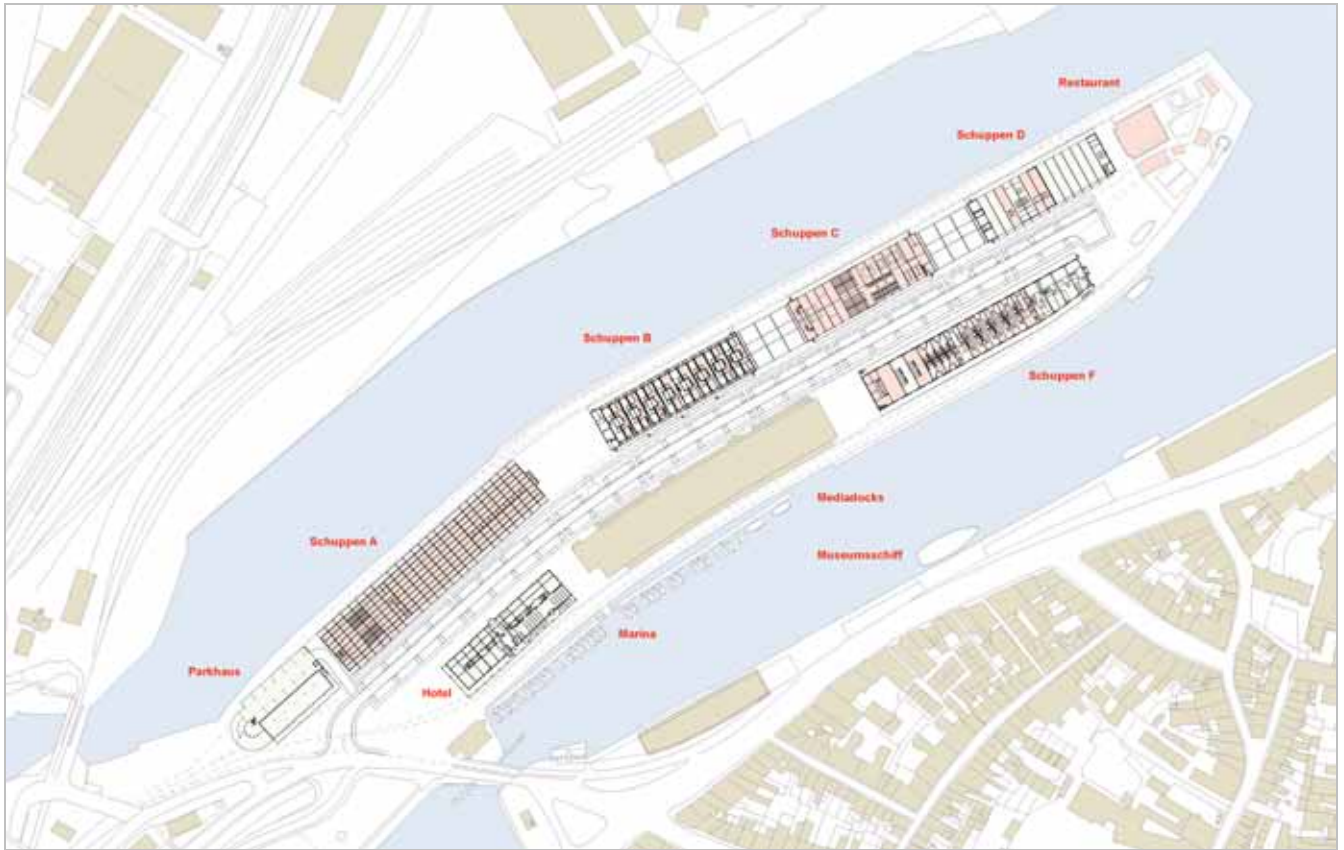 Restaurant
Schuppen D
Schuppen C
Schuppen B
Schuppen F
Mediadocks
Schuppen A
Museumsschiff
Marina
Parkhaus
Hotel